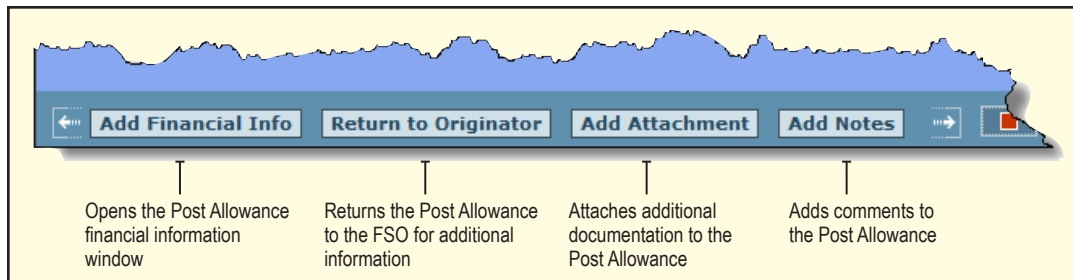 Add Financial Info Return to Originator Add Attachment Add Notes
Opens the Post Allowance
financial information
window
Returns the Post Allowance
to the FSO for additional
information
Attaches additional
documentation to the
Post Allowance
Adds comments to
the Post Allowance